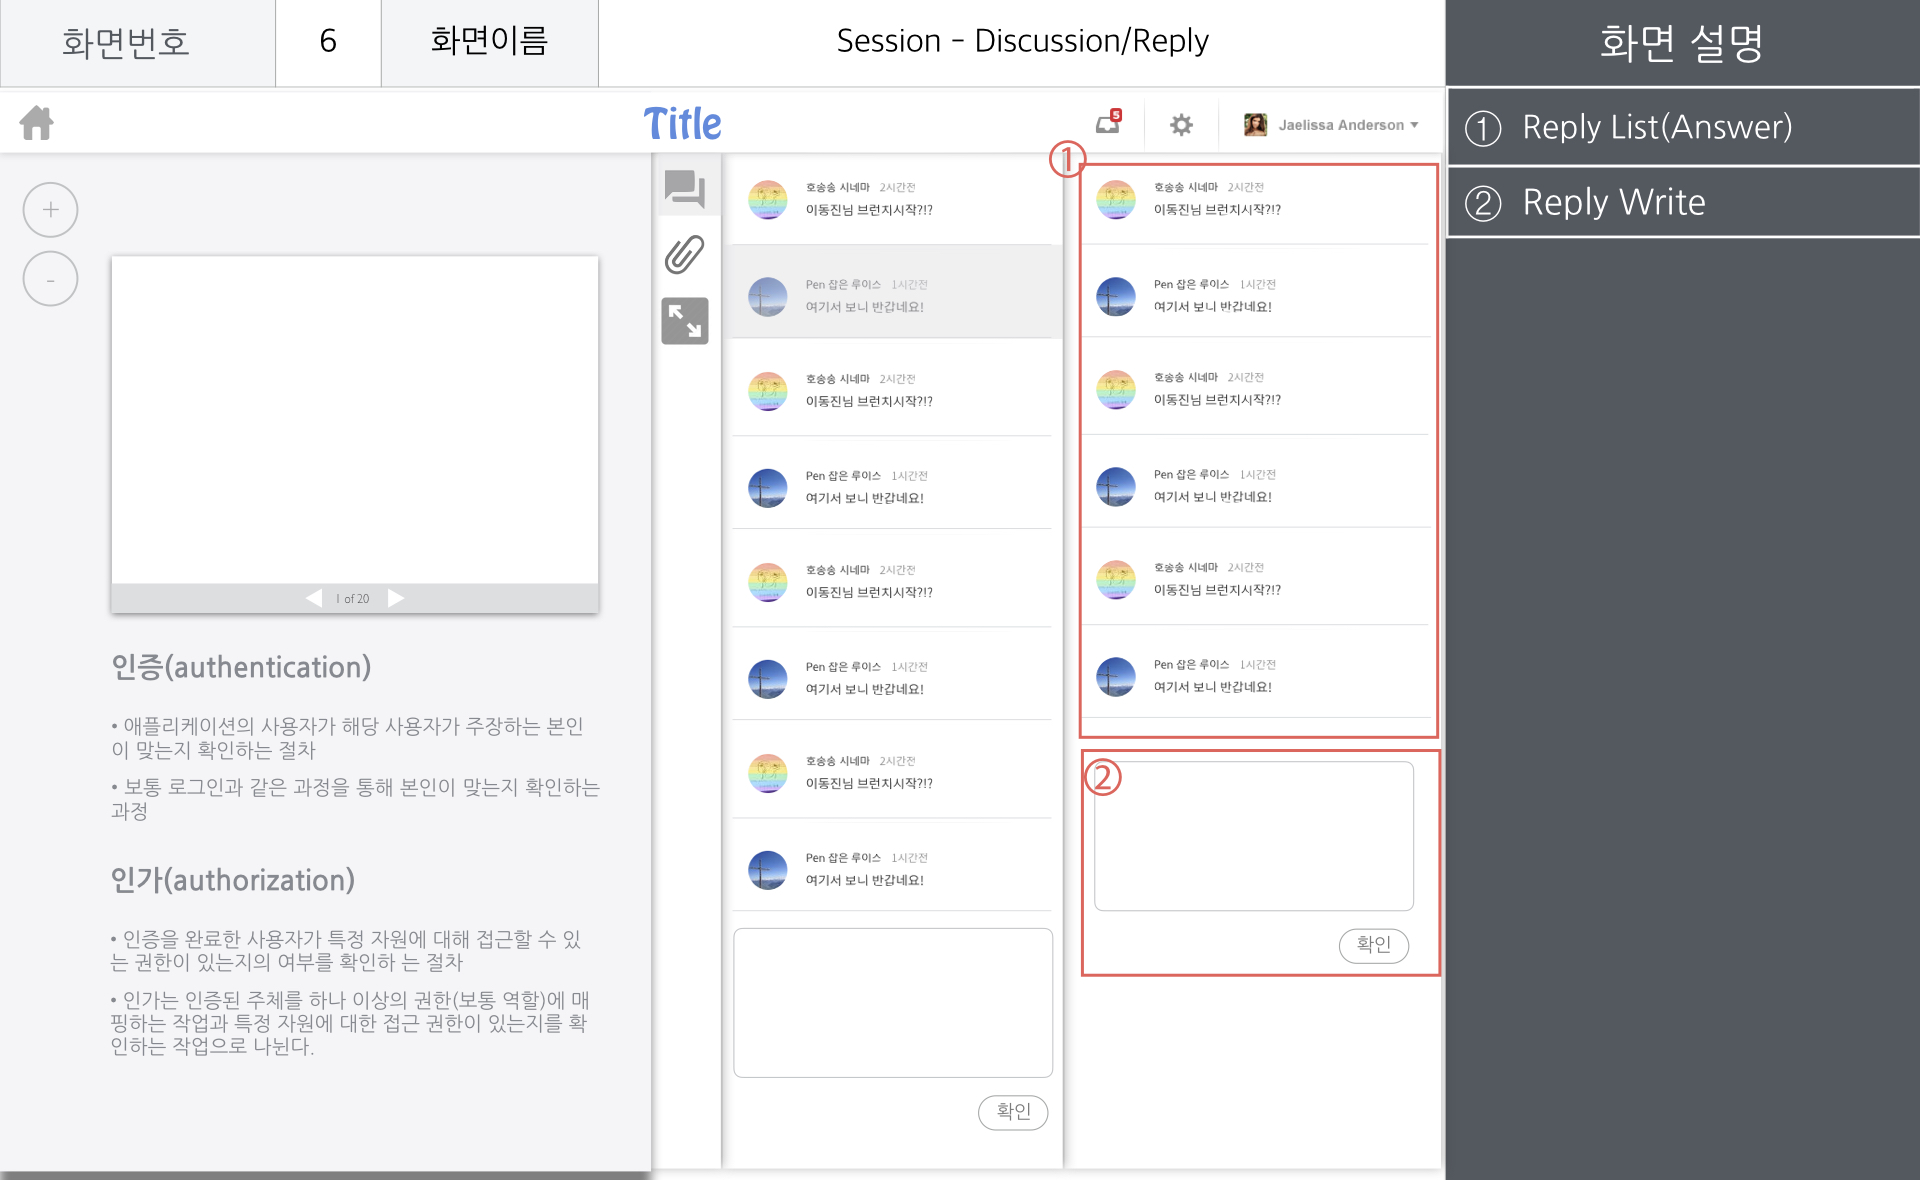 화면번호
6
화면이름
Session - Discussion/Reply
화면 설명
Title
5
Jaelissa Anderson
① Reply List(Answer)
② Reply Write
+
-
1 of 20
인증(authentication)
• 애플리케이션의 사용자가 해당 사용자가 주장하는 본인
이 맞는지 확인하는 절차
• 보통 로그인과 같은 과정을 통해 본인이 맞는지 확인하는
과정
인가(authorization)
• 인증을 완료한 사용자가 특정 자원에 대해 접근할 수 있
는 권한이 있는지의 여부를 확인하 는 절차
• 인가는 인증된 주체를 하나 이상의 권한(보통 역할)에 매
핑하는 작업과 특정 자원에 대한 접근 권한이 있는지를 확
인하는 작업으로 나뉜다.
호송송 시네마 2시간전
이동진님 브런치시작?!?
Pen 잡은 루이스 1시간전
여기서 보니 반갑네요!
호송송 시네마 2시간전
이동진님 브런치시작?!?
Pen 잡은 루이스 1시간전
여기서 보니 반갑네요!
호송송 시네마 2시간전
이동진님 브런치시작?!?
Pen 잡은 루이스 1시간전
여기서 보니 반갑네요!
호송송 시네마 2시간전
이동진님 브런치시작?!?
Pen 잡은 루이스 1시간전
여기서 보니 반갑네요!
확인
①
호송송 시네마 2시간전
이동진님 브런치시작?!?
Pen 잡은 루이스 1시간전
여기서 보니 반갑네요!
호송송 시네마 2시간전
이동진님 브런치시작?!?
Pen 잡은 루이스 1시간전
여기서 보니 반갑네요!
호송송 시네마 2시간전
이동진님 브런치시작?!?
Pen 잡은 루이스 1시간전
여기서 보니 반갑네요!
②
확인